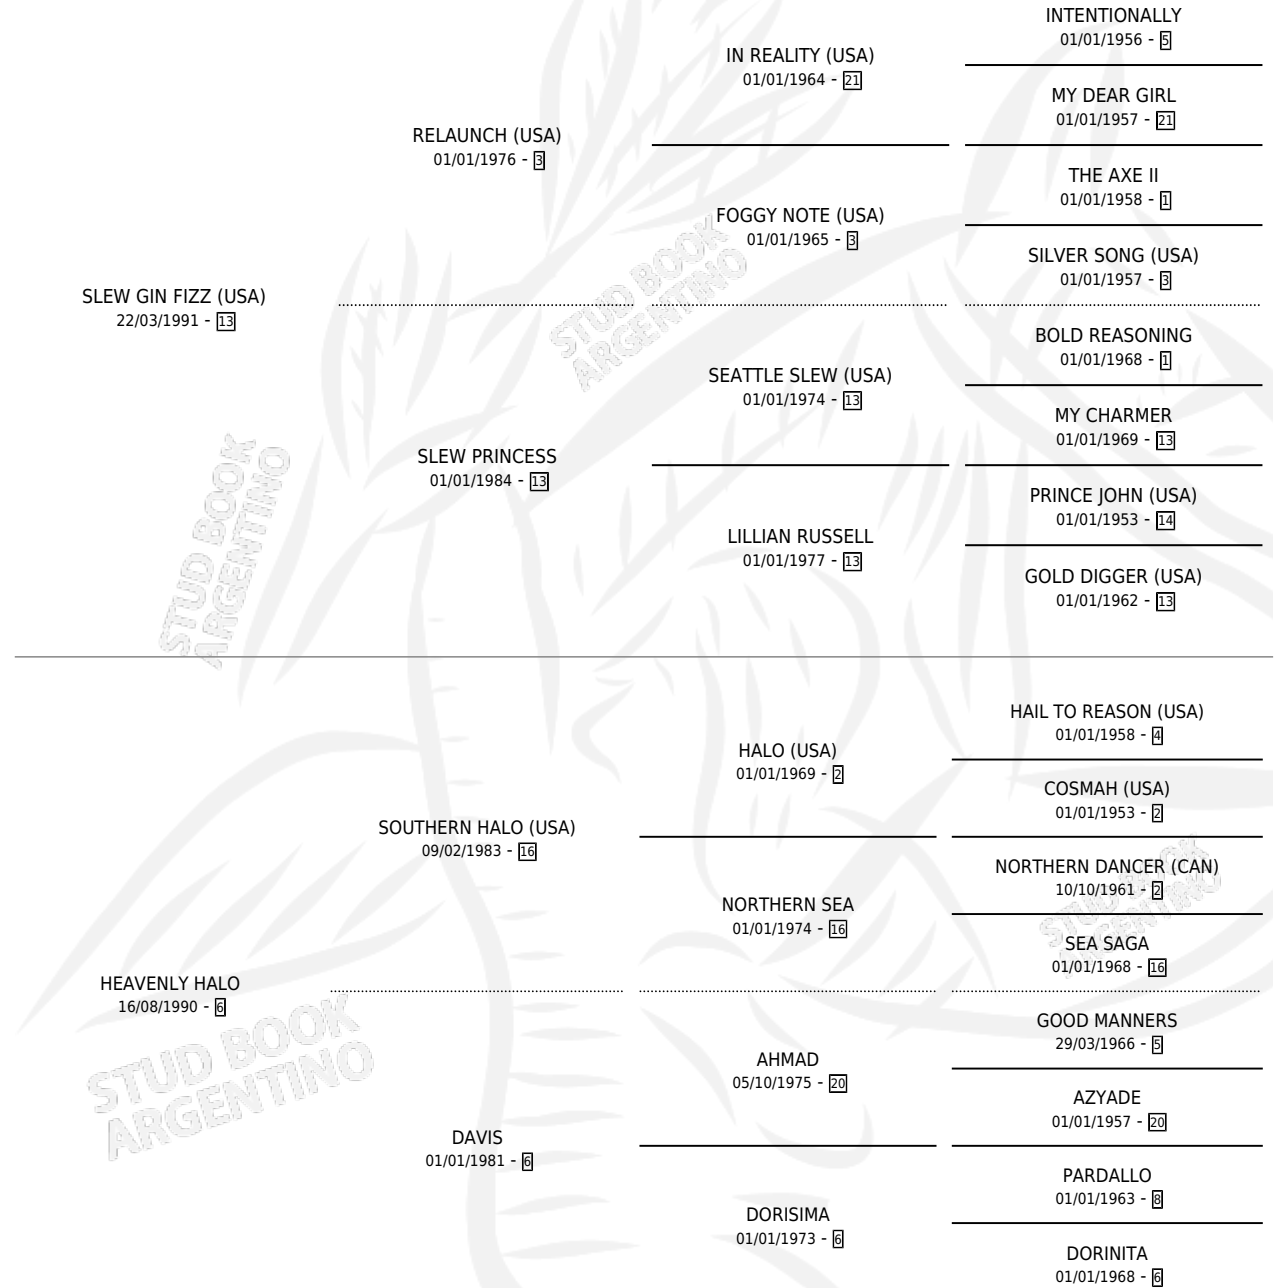 INTENTIONALLY
01/01/1956 - 5
IN REALITY (USA)
01/01/1964 - 21
MY DEAR GIRL
01/01/1957 - 21
RELAUNCH (USA)
01/01/1976 - 3
THE AXE II
01/01/1958 - 1
FOGGY NOTE (USA)
01/01/1965 - 3
SILVER SONG (USA)
01/01/1957 - 3
SLEW GIN FIZZ (USA)
22/03/1991 - 13
STUD BOOK
ARGENTINO
BOLD REASONING
01/01/1968 - 1
SEATTLE SLEW (USA)
01/01/1974 - 13
MY CHARMER
01/01/1969 - 13
SLEW PRINCESS
01/01/1984 - 13
PRINCE JOHN (USA)
01/01/1953 - 14
LILLIAN RUSSELL
01/01/1977 - 13
GOLD DIGGER (USA)
01/01/1962 - 13
STUD BOOK
ARGENTINO
HAIL TO REASON (USA)
01/01/1958 - 4
HALO (USA)
01/01/1969 - 2
COSMAH (USA)
01/01/1953 - 2
SOUTHERN HALO (USA)
09/02/1983 - 16
NORTHERN DANCER (CAN)
10/10/1961 - 2
NORTHERN SEA
01/01/1974 - 16
STUD BOOK
ARGENTINO
SEA SAGA
01/01/1968 - 16
HEAVENLY HALO
16/08/1990 - 6
GOOD MANNERS
29/03/1966 - 5
STUD BOOK
ARGENTINO
AHMAD
05/10/1975 - 20
AZYADE
01/01/1957 - 20
DAVIS
01/01/1981 - 6
PARDALLO
01/01/1963 - 8
DORISIMA
01/01/1973 - 6
DORINITA
01/01/1968 - 6